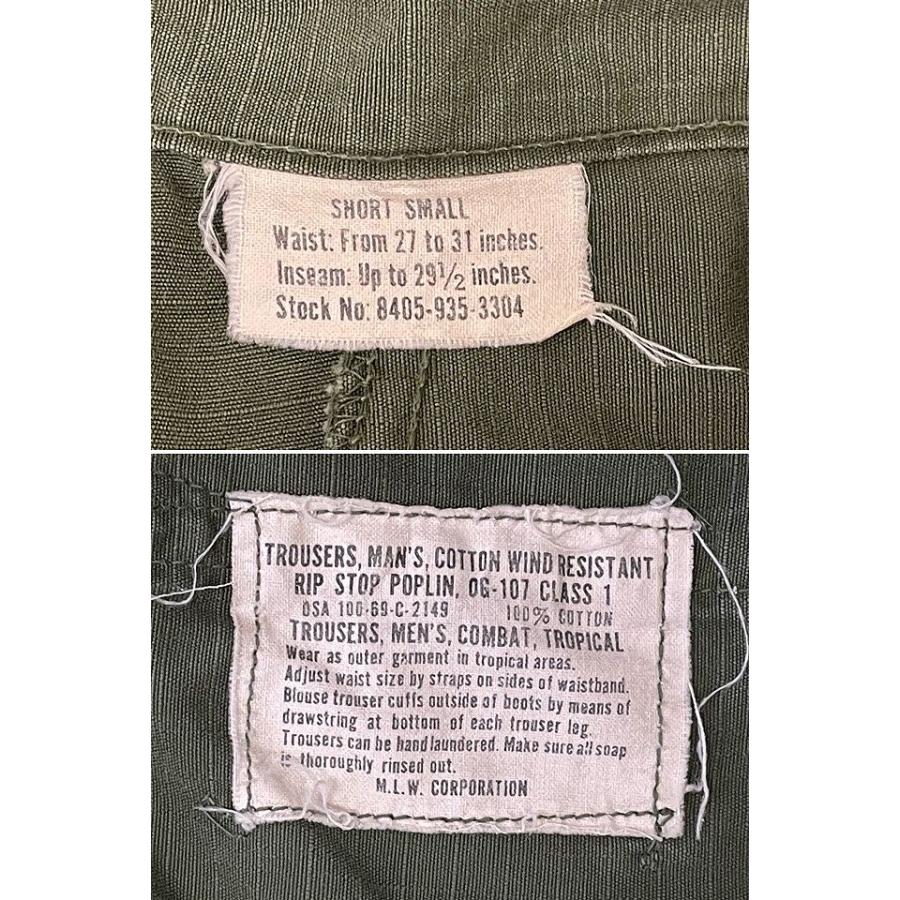 SHORT SMALL
Waist: From 27 to 31 inches.
Inseam: Up to 29 1/2 inches.
Stock No: 8405-935-3304
TROUSERS, MAN'S, COTTON WIND RESISTANT
RIP STOP POPLIN, OG-107 CLASS 1
DSA 100-69-C-2149 100% COTTON
TROUSERS, MEN'S, COMBAT, TROPICAL
Wear as outer garment in tropical areas.
Adjust waist size by straps on sides of waistband.
Blouse trouser cuffs outside of boots by means of
drawstring at bottom of each trouser leg.
Trousers can be hand laundered. Make sure all soap
is thoroughly rinsed out.
M.L.W. CORPORATION